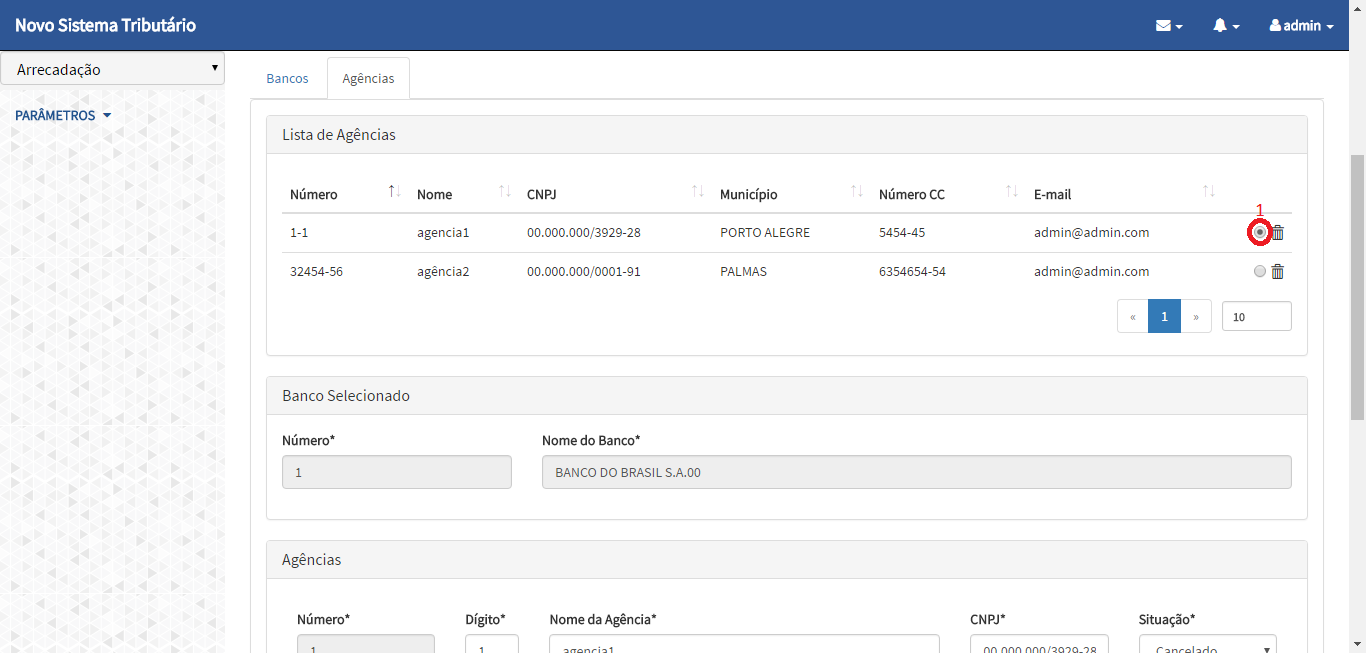 Novo Sistema Tributário
admin
Arrecadação
PARÂMETROS
Bancos Agências
Lista de Agências
Número Nome CNPJ Município Número CC E-mail
1
1-1 agencia1 00.000.000/3929-28 PORTO ALEGRE 5454-45 admin@admin.com
32454-56 agência2 00.000.000/0001-91 PALMAS 6354654-54 admin@admin.com
« 1 » 10
Banco Selecionado
Número* Nome do Banco*
1 BANCO DO BRASIL S.A.00
Agências
Número* Dígito* Nome da Agência* CNPJ* Situação*
1 1 agencia1 00.000.000/3929-28 Cancelado